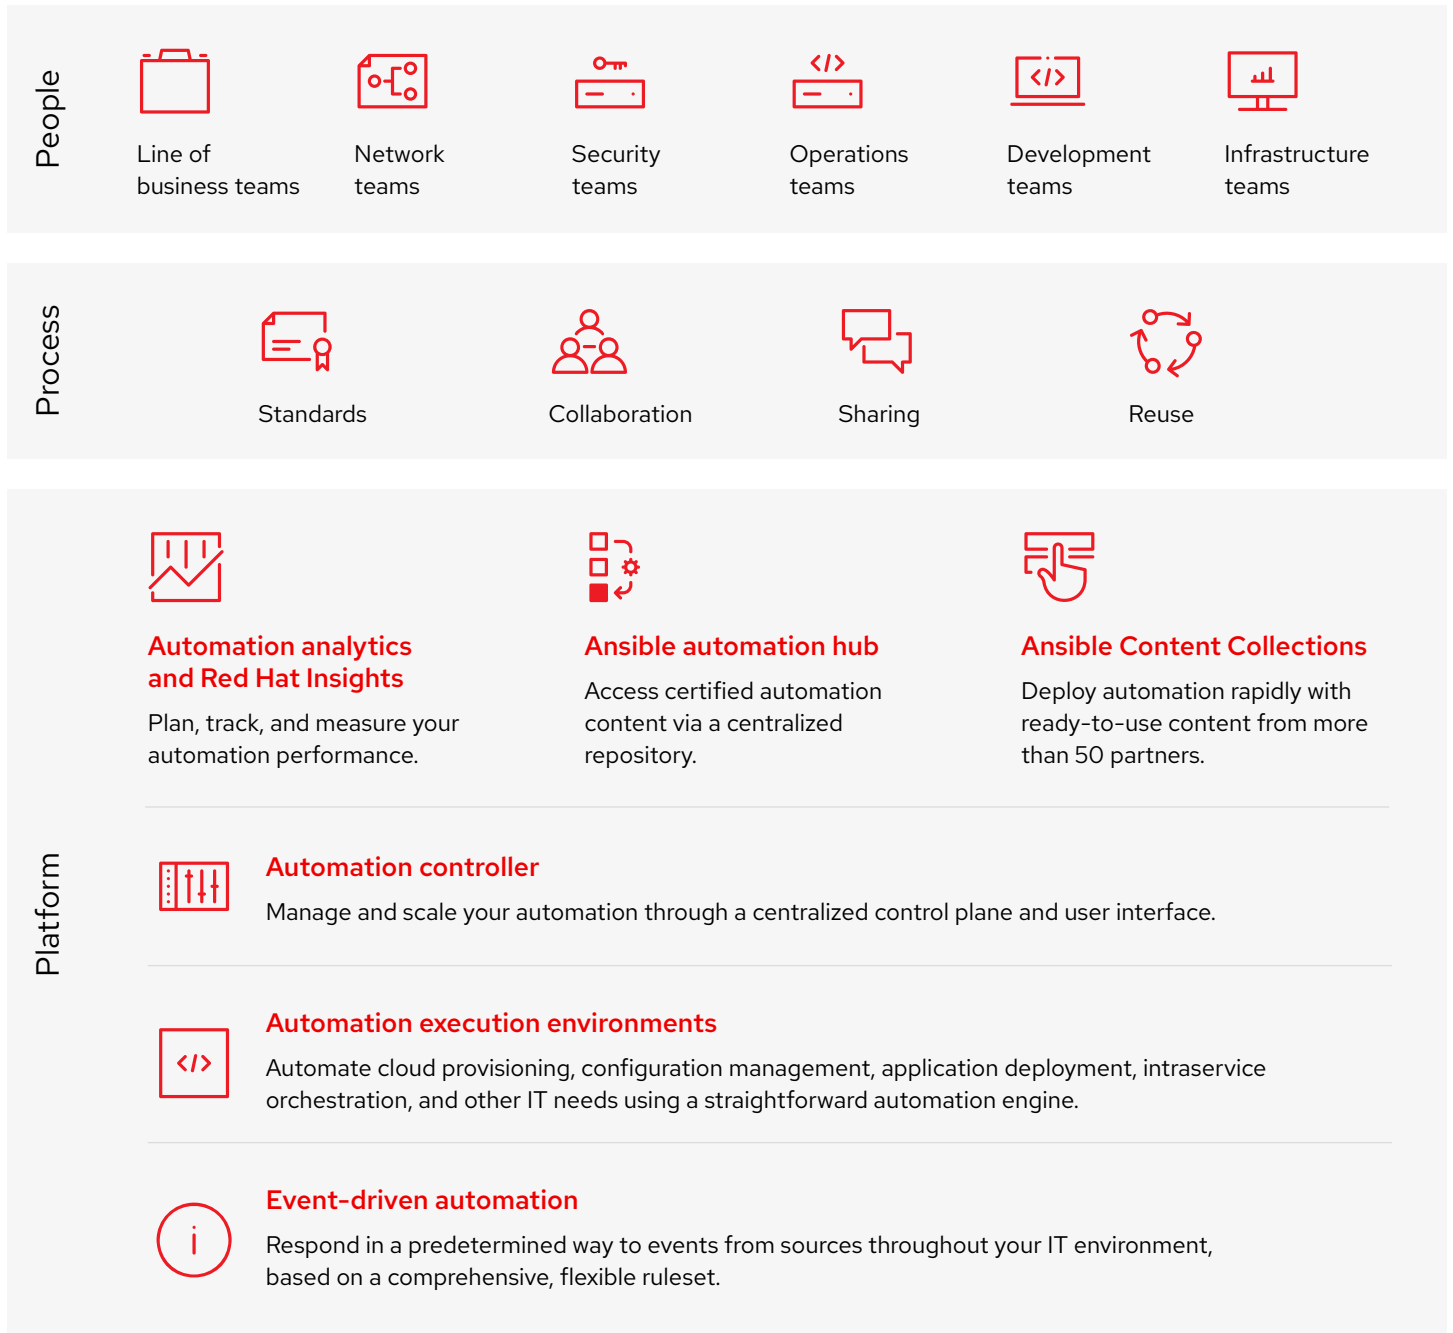 People
Line of
business teams
Network
teams
Security
teams
Operations
teams
Development
teams
Infrastructure
teams
Process
Standards
Collaboration
Sharing
Reuse
Platform
Automation analytics
and Red Hat Insights
Plan, track, and measure your
automation performance.
Ansible automation hub
Access certified automation
content via a centralized
repository.
Ansible Content Collections
Deploy automation rapidly with
ready-to-use content from more
than 50 partners.
Automation controller
Manage and scale your automation through a centralized control plane and user interface.
Automation execution environments
Automate cloud provisioning, configuration management, application deployment, intraservice
orchestration, and other IT needs using a straightforward automation engine.
Event-driven automation
Respond in a predetermined way to events from sources throughout your IT environment,
based on a comprehensive, flexible ruleset.